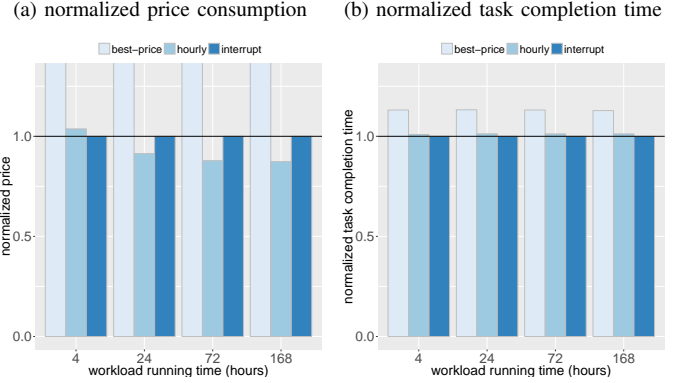 (a) normalized price consumption
best−price hourly interrupt
normalized price
1.0
0.5
0.0
4 24 72 168
workload running time (hours)
(b) normalized task completion time
best−price hourly interrupt
normalized task completion time
1.0
0.5
0.0
4 24 72 168
workload running time (hours)